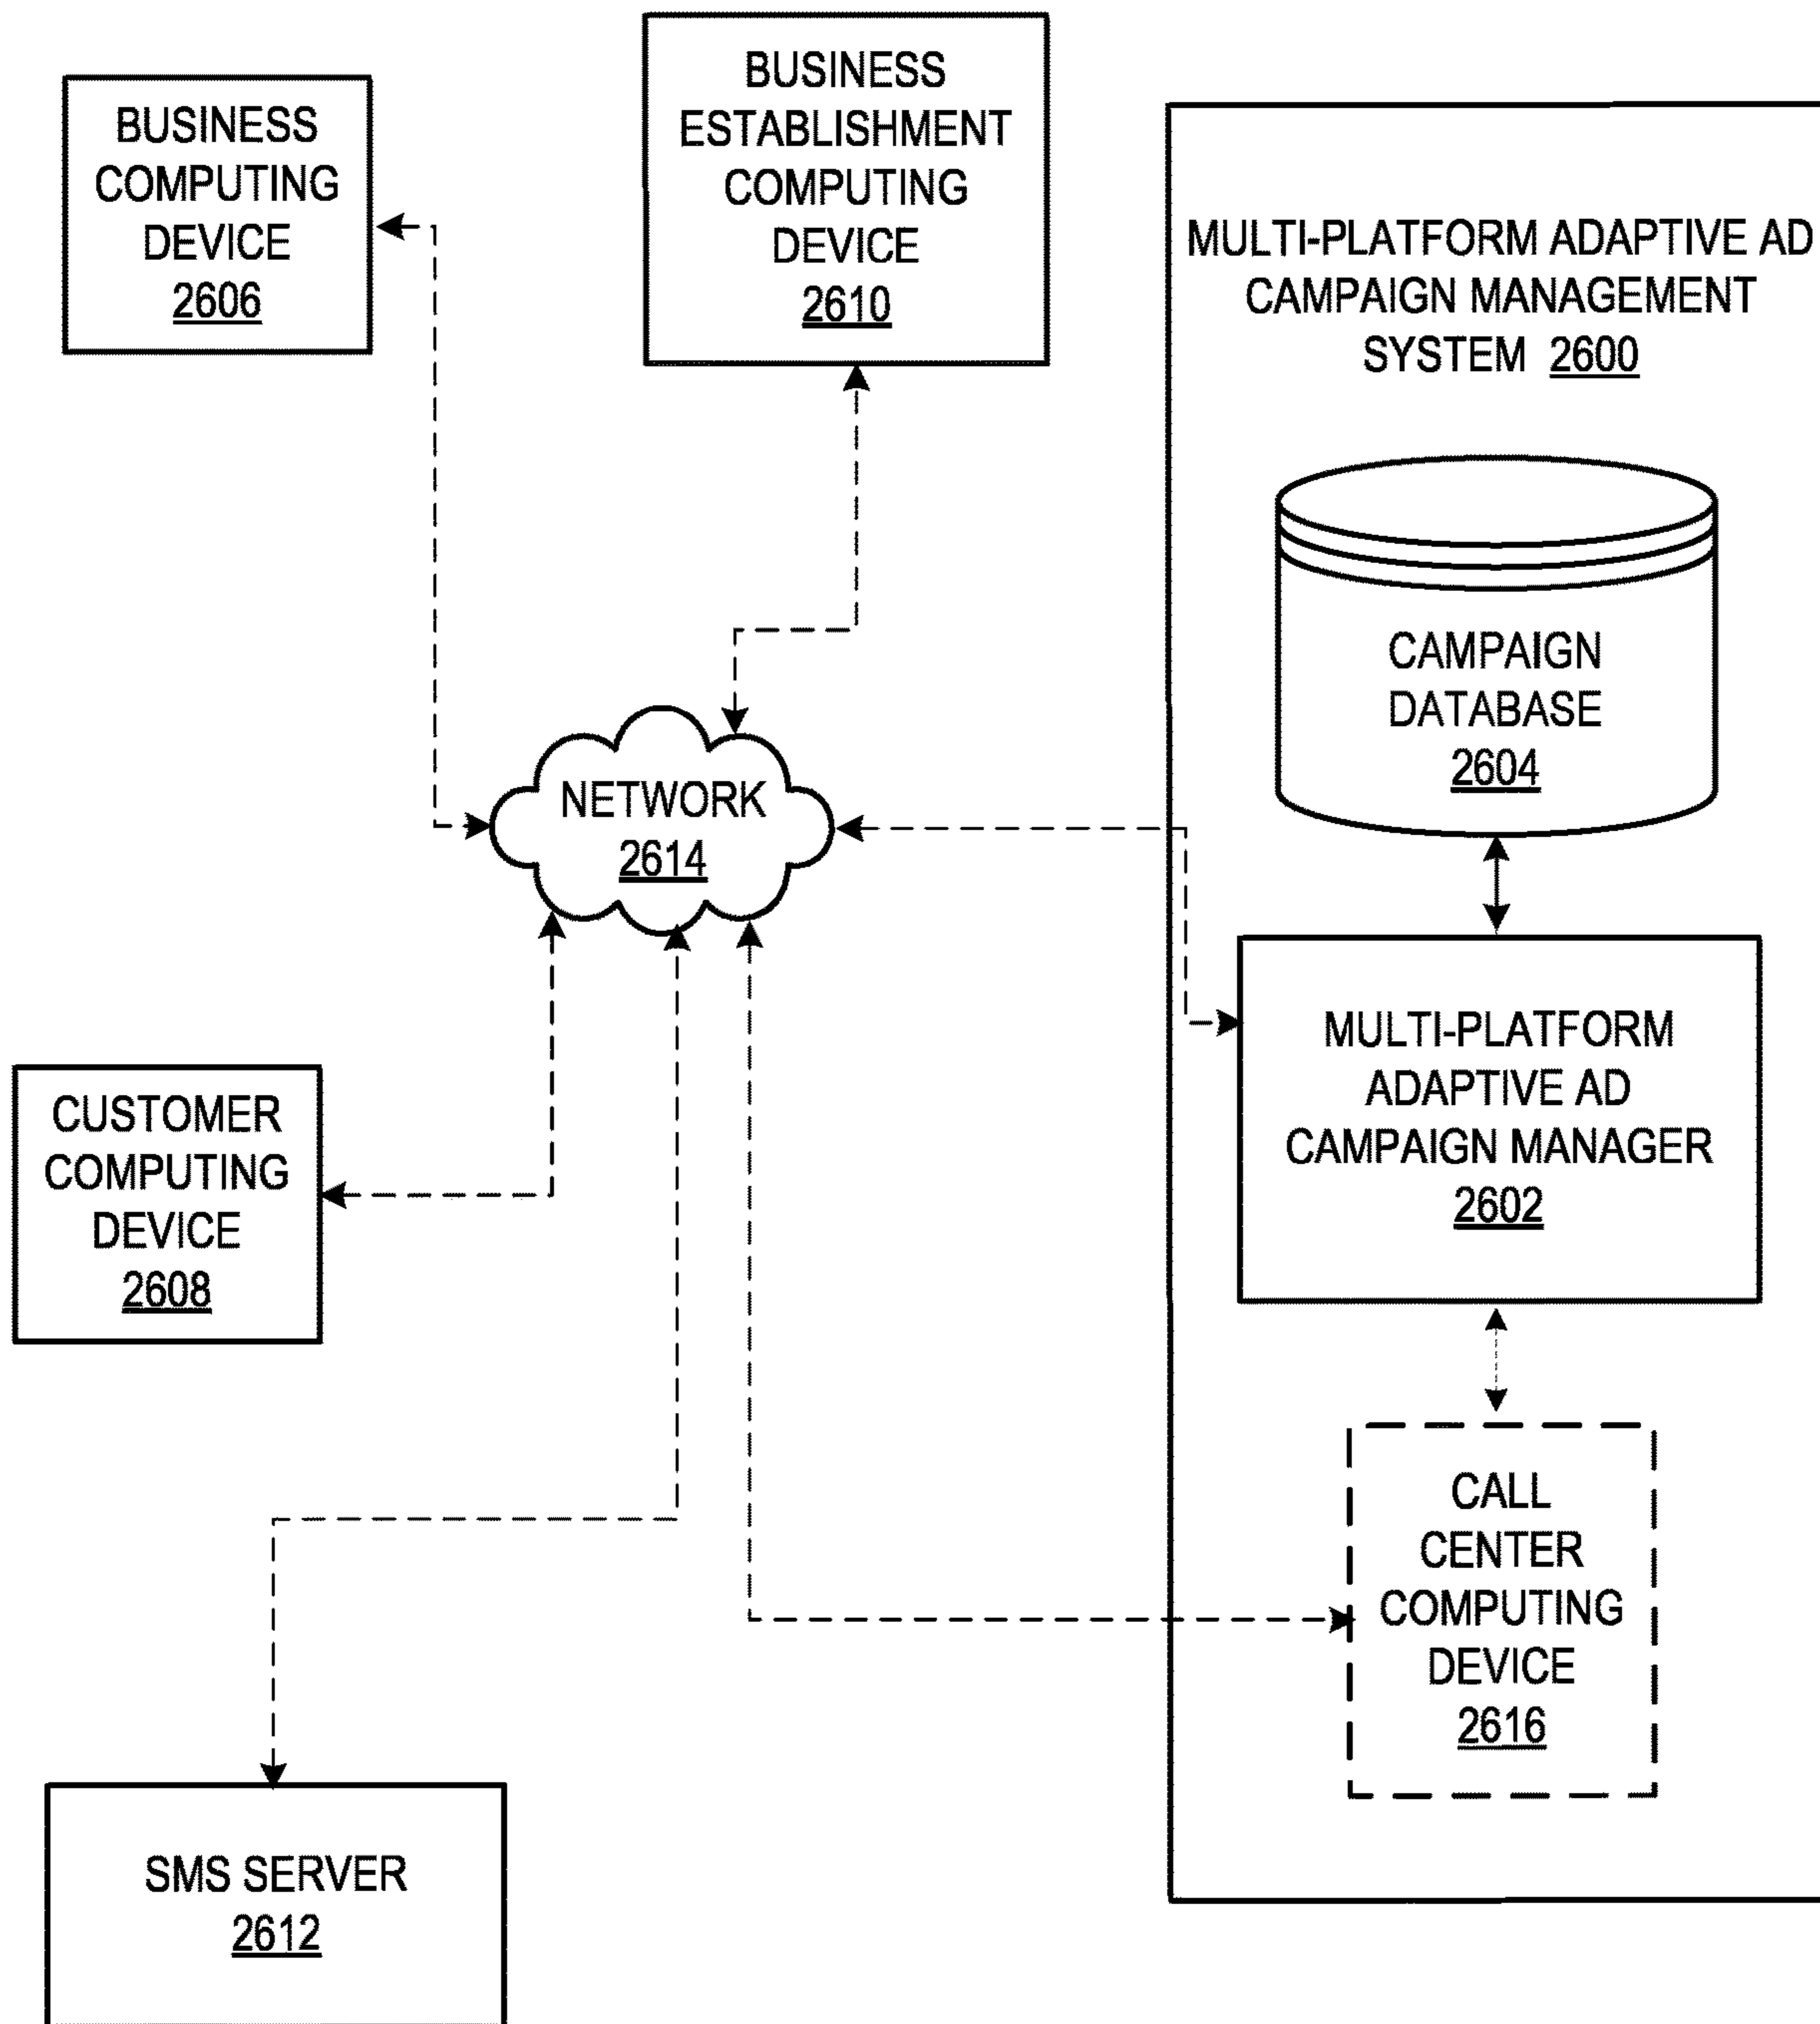 BUSINESS
COMPUTING
DEVICE
2606
BUSINESS
ESTABLISHMENT
COMPUTING
DEVICE
2610
MULTI-PLATFORM ADAPTIVE AD
CAMPAIGN MANAGEMENT
SYSTEM 2600
CAMPAIGN
DATABASE
2604
NETWORK
2614
MULTI-PLATFORM
ADAPTIVE AD
CAMPAIGN MANAGER
2602
CUSTOMER
COMPUTING
DEVICE
2608
CALL
CENTER
COMPUTING
DEVICE
2616
SMS SERVER
2612